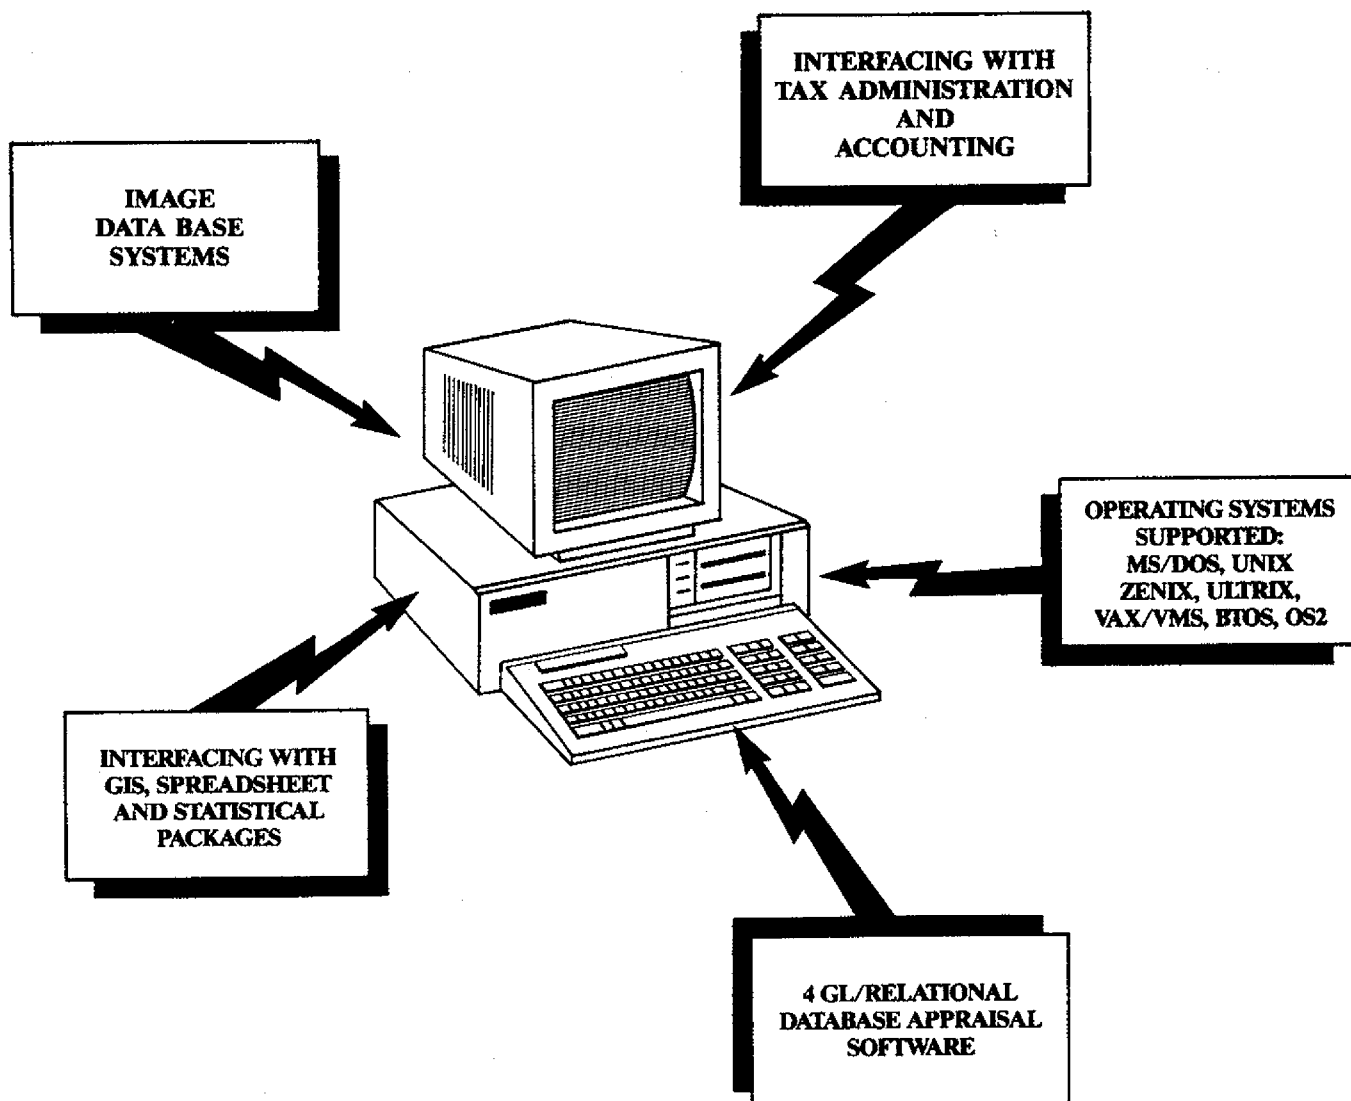 INTERFACING WITH
TAX ADMINISTRATION
AND
ACCOUNTING
IMAGE
DATA BASE
SYSTEMS
OPERATING SYSTEMS
SUPPORTED:
MS/DOS, UNIX
ZENIX, ULTRIX,
VAX/VMS, BTOS, OS2
INTERFACING WITH
GIS, SPREADSHEET
AND STATISTICAL
PACKAGES
4 GL/RELATIONAL
DATABASE APPRAISAL
SOFTWARE